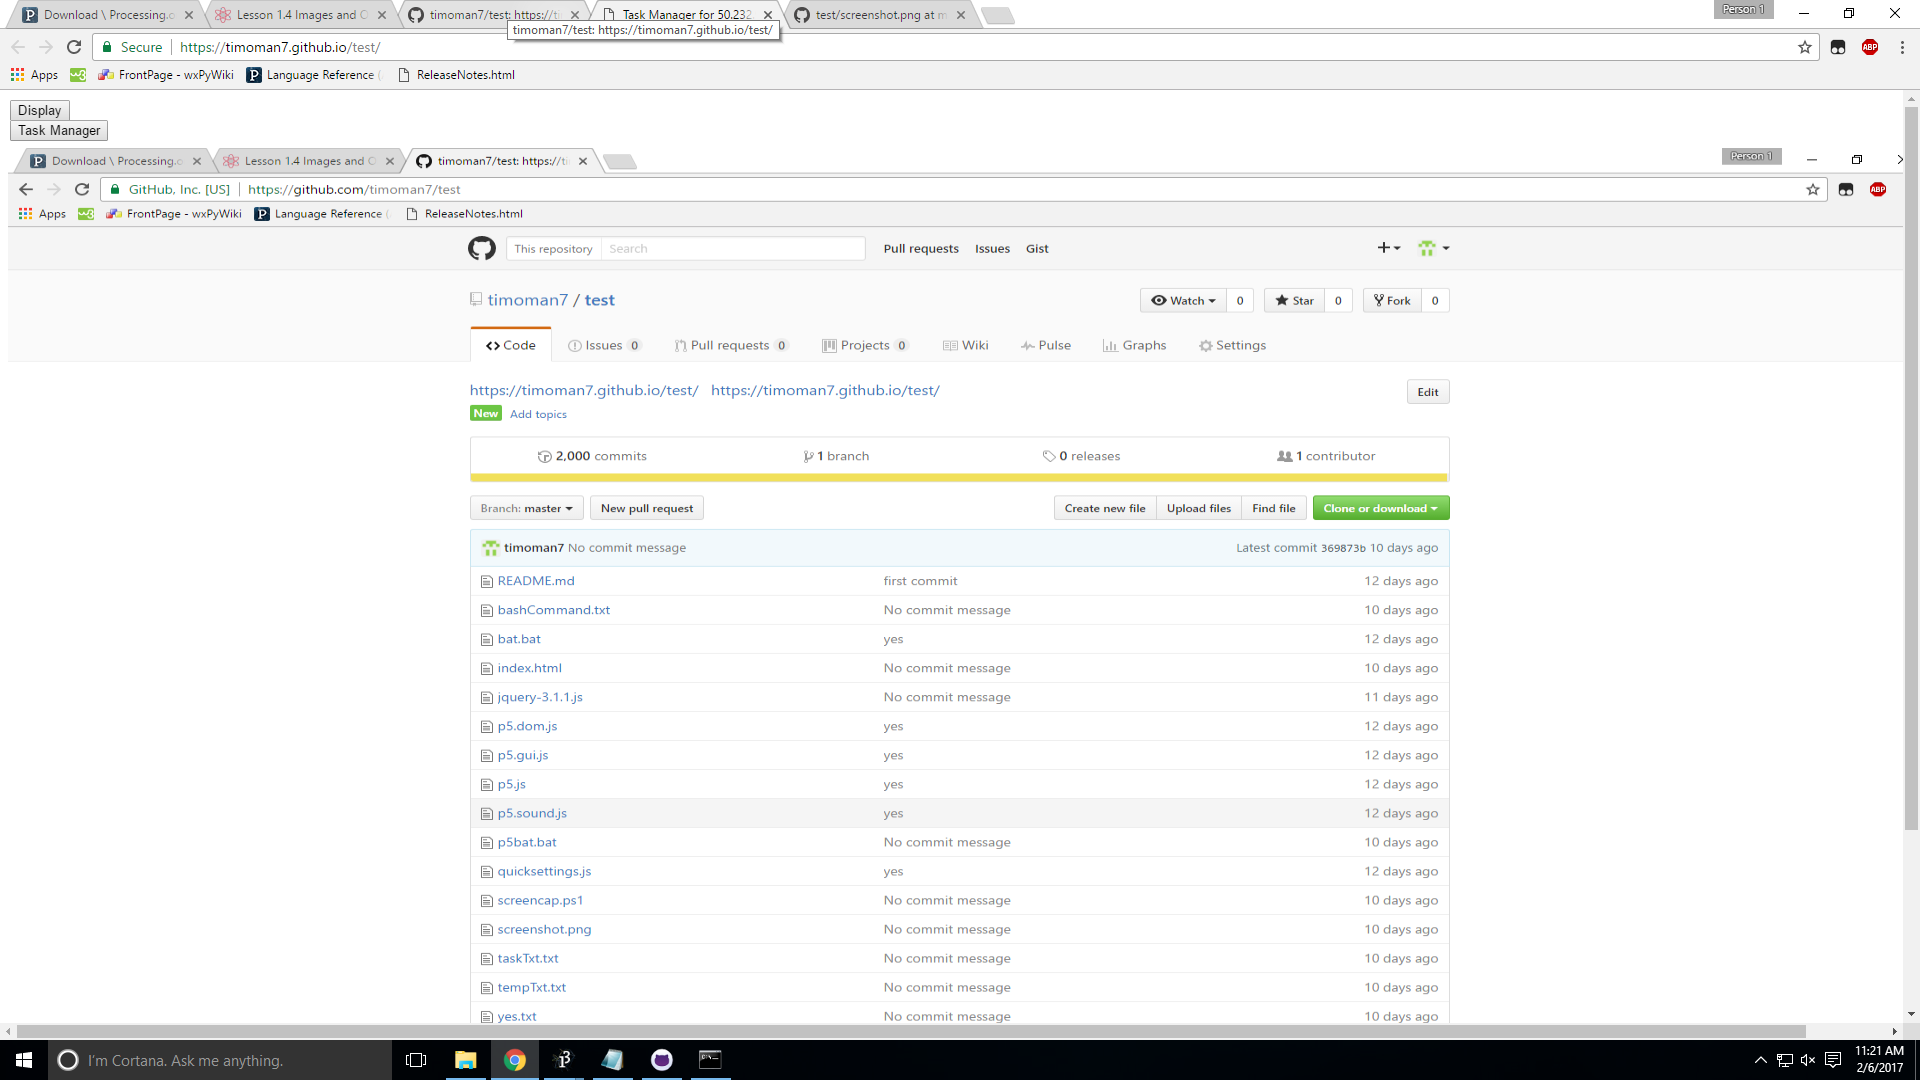 Download \ Processing.o
Lesson 1.4 Images and O
timoman7/test: https://ti
Task Manager for 50.232.
test/screenshot.png at m
Person 1
timoman7/test: https://timoman7.github.io/test/
Secure https://timoman7.github.io/test/
ABP
Apps w3 FrontPage - wxPyWiki Language Reference ( ReleaseNotes.html
Display
Task Manager
Download \ Processing.o
Lesson 1.4 Images and O
timoman7/test: https://ti
Person 1
GitHub, Inc. [US] https://github.com/timoman7/test
ABP
Apps w3 FrontPage - wxPyWiki Language Reference ( ReleaseNotes.html
This repository Search Pull requests Issues Gist
timoman7 / test
Watch 0 Star 0 Fork 0
Code Issues 0 Pull requests 0 Projects 0 Wiki Pulse Graphs Settings
https://timoman7.github.io/test/ https://timoman7.github.io/test/
Edit
New Add topics
2,000 commits 1 branch 0 releases 1 contributor
Branch: master New pull request Create new file Upload files Find file Clone or download
timoman7 No commit message Latest commit 369873b 10 days ago
README.md first commit 12 days ago
bashCommand.txt No commit message 10 days ago
bat.bat yes 12 days ago
index.html No commit message 10 days ago
jquery-3.1.1.js No commit message 11 days ago
p5.dom.js yes 12 days ago
p5.gui.js yes 12 days ago
p5.js yes 12 days ago
p5.sound.js yes 12 days ago
p5bat.bat No commit message 10 days ago
quicksettings.js yes 12 days ago
screencap.ps1 No commit message 10 days ago
screenshot.png No commit message 10 days ago
taskTxt.txt No commit message 10 days ago
tempTxt.txt No commit message 10 days ago
yes.txt No commit message 10 days ago
I'm Cortana. Ask me anything.
11:21 AM
2/6/2017